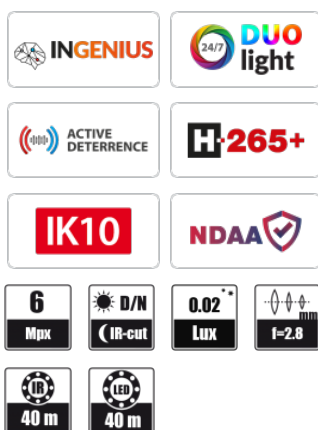 INGENIUS
24/7
DUO
light
ACTIVE
DETERRENCE
H·265+
IK10
NDAA
6
Mpx
D/N
IR-cut
0.02**
Lux
mm
f=2.8
IR
40 m
LED
40 m